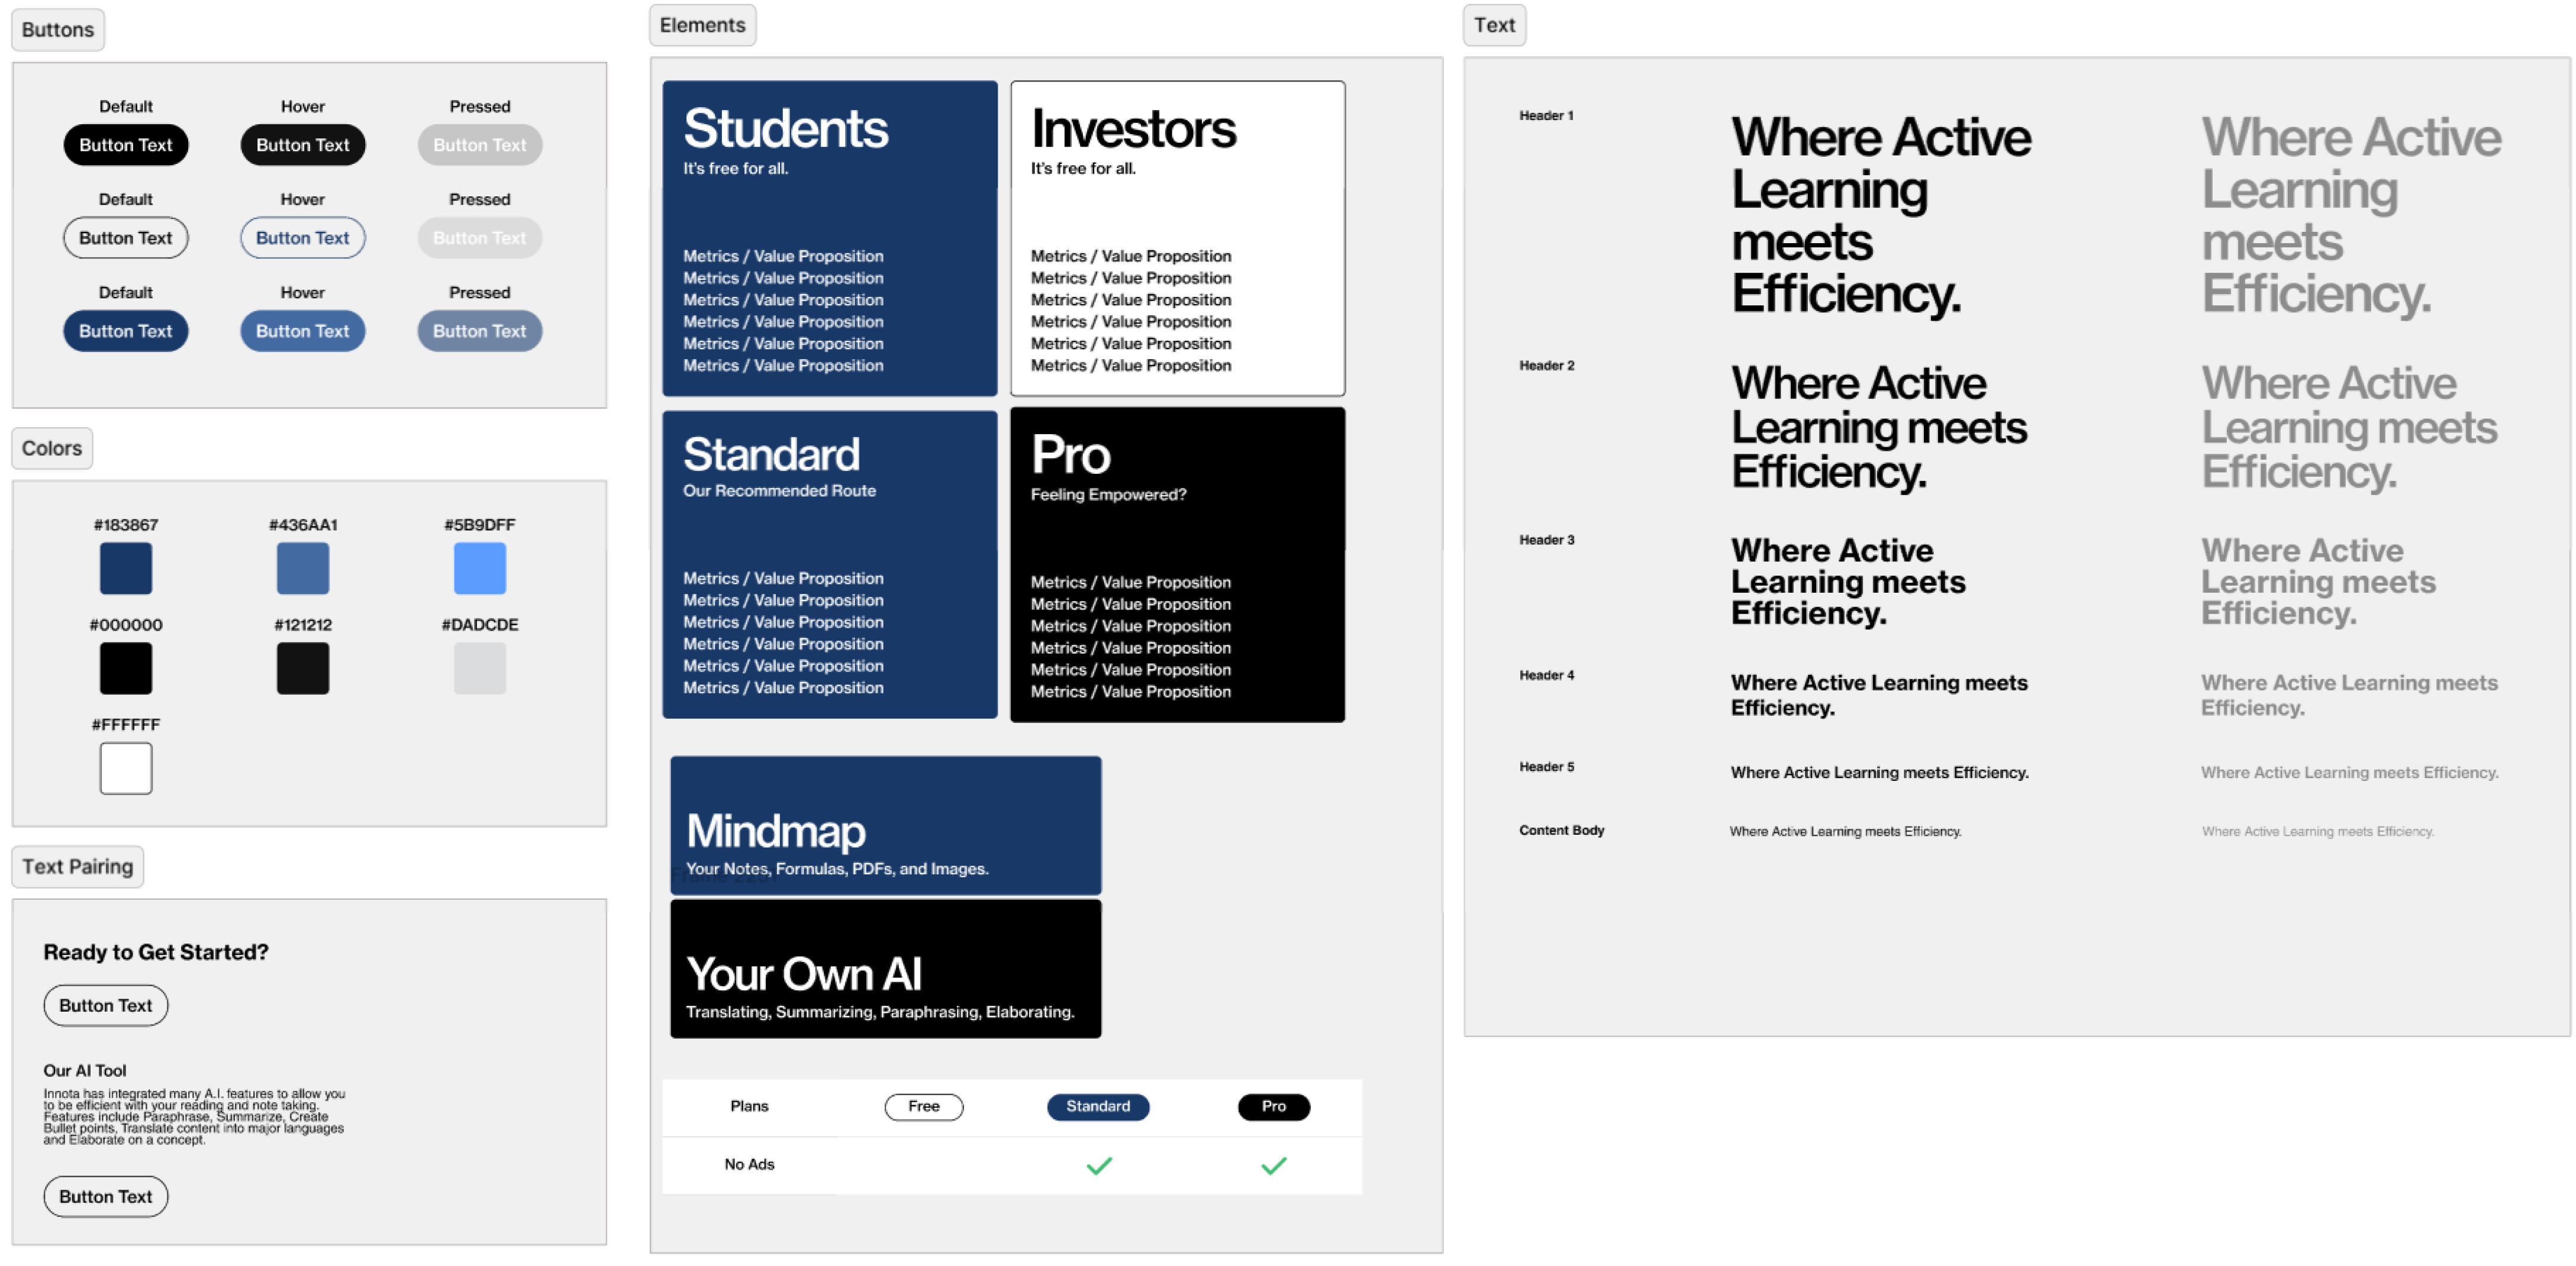 Buttons
Default Hover Pressed
Button Text Button Text Button Text
Default Hover Pressed
Button Text Button Text Button Text
Default Hover Pressed
Button Text Button Text Button Text
Colors
#183867 #436AA1 #5B9DFF
#000000 #121212 #DADCDE
#FFFFFF
Text Pairing
Ready to Get Started?
Button Text
Our AI Tool
Innota has integrated many A.I. features to allow you
to be efficient with your reading and note taking.
Features include Paraphrase, Summarize, Create
Bullet points, Translate content into major languages
and Elaborate on a concept.
Button Text
Elements
Students
It's free for all.
Metrics / Value Proposition
Metrics / Value Proposition
Metrics / Value Proposition
Metrics / Value Proposition
Metrics / Value Proposition
Metrics / Value Proposition
Investors
It's free for all.
Metrics / Value Proposition
Metrics / Value Proposition
Metrics / Value Proposition
Metrics / Value Proposition
Metrics / Value Proposition
Metrics / Value Proposition
Standard
Our Recommended Route
Metrics / Value Proposition
Metrics / Value Proposition
Metrics / Value Proposition
Metrics / Value Proposition
Metrics / Value Proposition
Metrics / Value Proposition
Pro
Feeling Empowered?
Metrics / Value Proposition
Metrics / Value Proposition
Metrics / Value Proposition
Metrics / Value Proposition
Metrics / Value Proposition
Metrics / Value Proposition
Mindmap
Your Notes, Formulas, PDFs, and Images.
Your Own AI
Translating, Summarizing, Paraphrasing, Elaborating.
Plans Free Standard Pro
No Ads
Text
Header 1
Where Active
Learning
meets
Efficiency.
Where Active
Learning
meets
Efficiency.
Header 2
Where Active
Learning meets
Efficiency.
Where Active
Learning meets
Efficiency.
Header 3
Where Active
Learning meets
Efficiency.
Where Active
Learning meets
Efficiency.
Header 4
Where Active Learning meets
Efficiency.
Where Active Learning meets
Efficiency.
Header 5
Where Active Learning meets Efficiency.
Where Active Learning meets Efficiency.
Content Body
Where Active Learning meets Efficiency.
Where Active Learning meets Efficiency.